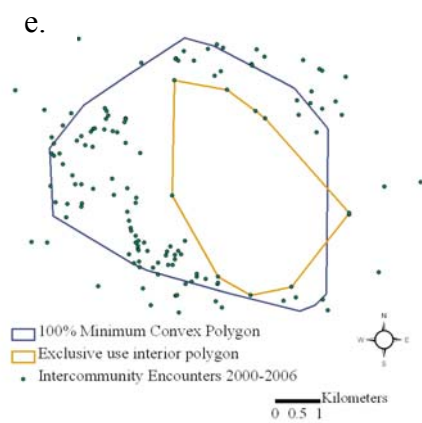 e.
100% Minimum Convex Polygon
Exclusive use interior polygon
Intercommunity Encounters 2000-2006
N
W E
S
Kilometers
0 0.5 1